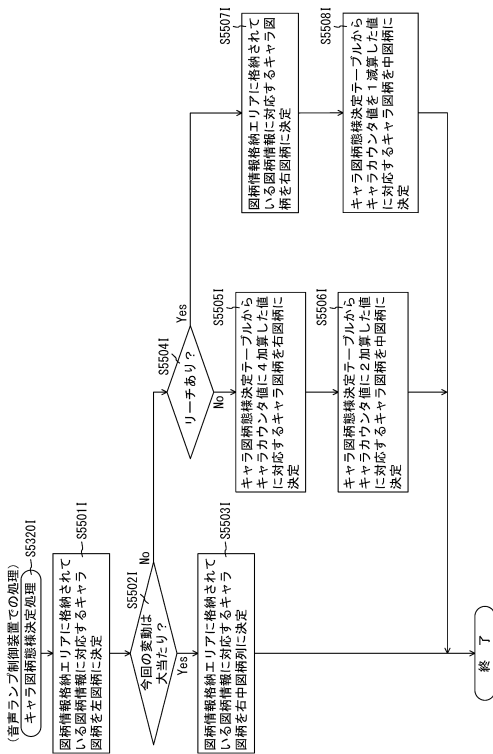 (音声ランプ制御装置での処理)
キャラ図柄態様決定処理
S5320I
S5501I
図柄情報格納エリアに格納されて
いる図柄情報に対応するキャラ
図柄を左図柄に決定
S5502I
今回の変動は
大当たり?
No
Yes
S5503I
図柄情報格納エリアに格納されて
いる図柄情報に対応するキャラ
図柄を右中図柄列に決定
S5504I
リーチあり?
Yes
No
S5505I
キャラ図柄態様決定テーブルから
キャラカウンタ値に4加算した値
に対応するキャラ図柄を右図柄に
決定
S5506I
キャラ図柄態様決定テーブルから
キャラカウンタ値に2加算した値
に対応するキャラ図柄を中図柄に
決定
S5507I
図柄情報格納エリアに格納されて
いる図柄情報に対応するキャラ図
柄を右図柄に決定
S5508I
キャラ図柄態様決定テーブルから
キャラカウンタ値を1減算した値
に対応するキャラ図柄を中図柄に
決定
終 了